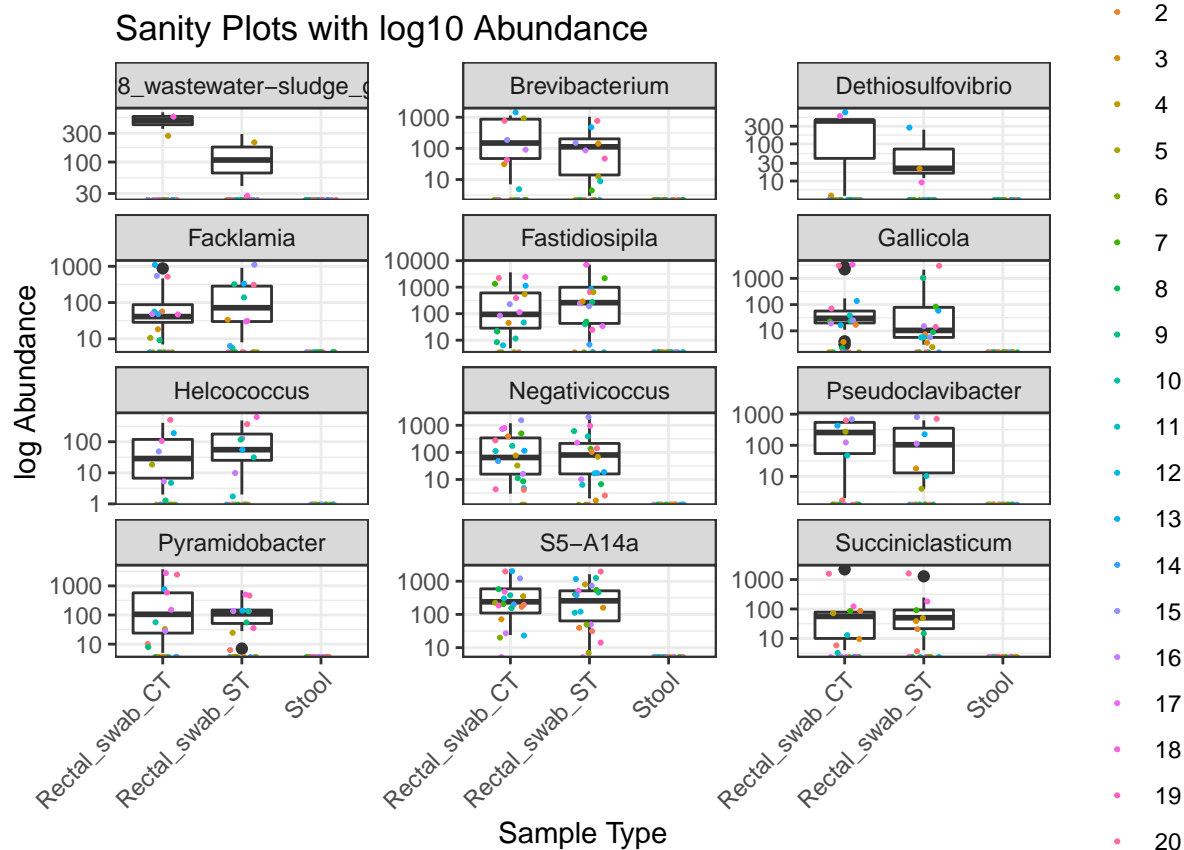 Sanity Plots with log10 Abundance
8_wastewater−sludge_g
Brevibacterium
Dethiosulfovibrio
300
100
30
1000
100
10
300
100
30
10
Facklamia
Fastidiosipila
Gallicola
1000
100
10
10000
1000
100
10
1000
100
10
Helcococcus
Negativicoccus
Pseudoclavibacter
100
10
1
1000
100
10
1000
100
10
Pyramidobacter
S5−A14a
Succiniclasticum
1000
100
10
1000
100
10
1000
100
10
Rectal_swab_CT
Rectal_swab_ST
Stool
Rectal_swab_CT
Rectal_swab_ST
Stool
Rectal_swab_CT
Rectal_swab_ST
Stool
Sample Type
log Abundance
2
3
4
5
6
7
8
9
10
11
12
13
14
15
16
17
18
19
20